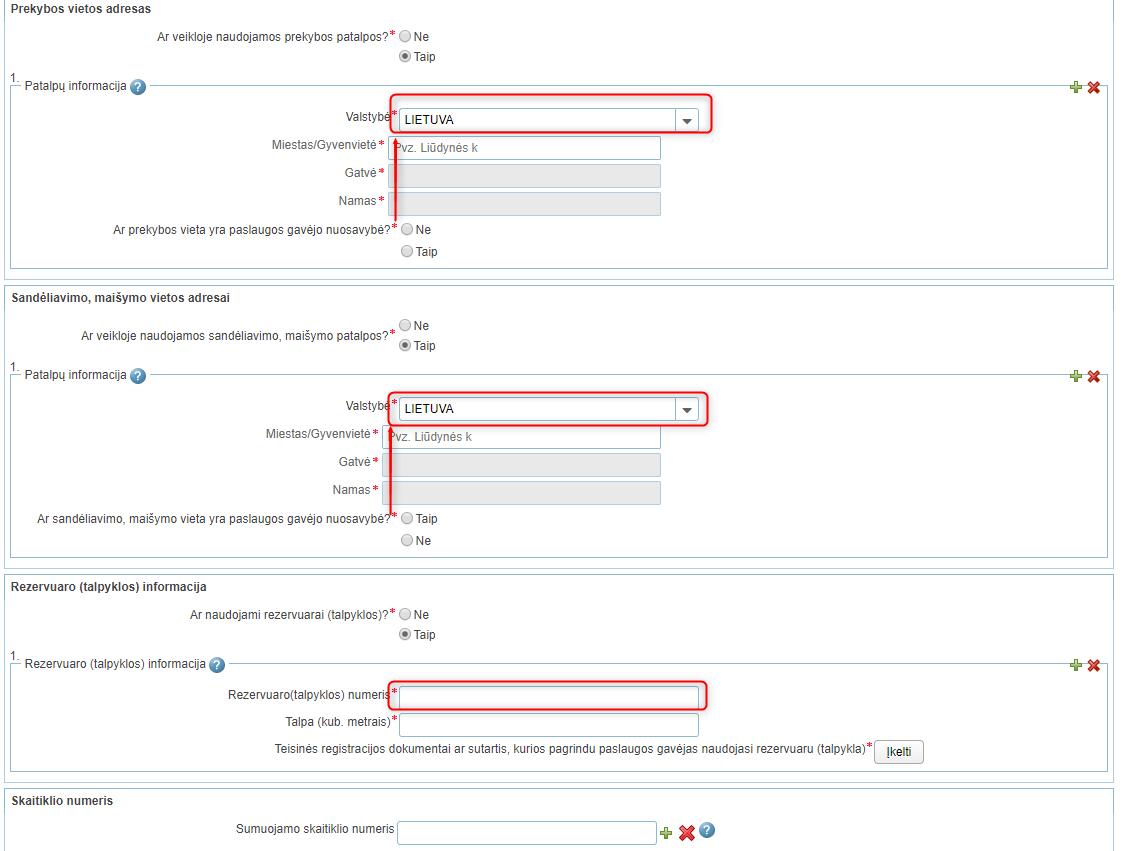 Prekybos vietos adresas
Ar veikloje naudojamos prekybos patalpos?* Ne
Taip
1.
Patalpų informacija ?
Valstybė* LIETUVA
Miestas/Gyvenvietė* Pvz. Liūdynės k
Gatvė*
Namas*
Ar prekybos vieta yra paslaugos gavėjo nuosavybė?* Ne
Taip
Sandėliavimo, maišymo vietos adresai
Ar veikloje naudojamos sandėliavimo, maišymo patalpos?* Ne
Taip
1.
Patalpų informacija ?
Valstybė* LIETUVA
Miestas/Gyvenvietė* Pvz. Liūdynės k
Gatvė*
Namas*
Ar sandėliavimo, maišymo vieta yra paslaugos gavėjo nuosavybė?* Taip
Ne
Rezervuaro (talpyklos) informacija
Ar naudojami rezervuarai (talpyklos)?* Ne
Taip
1.
Rezervuaro (talpyklos) informacija ?
Rezervuaro(talpyklos) numeris*
Talpa (kub. metrais)*
Teisinės registracijos dokumentai ar sutartis, kurios pagrindu paslaugos gavėjas naudojasi rezervuaru (talpykla)* Įkelti
Skaitiklio numeris
Sumuojamo skaitiklio numeris ?